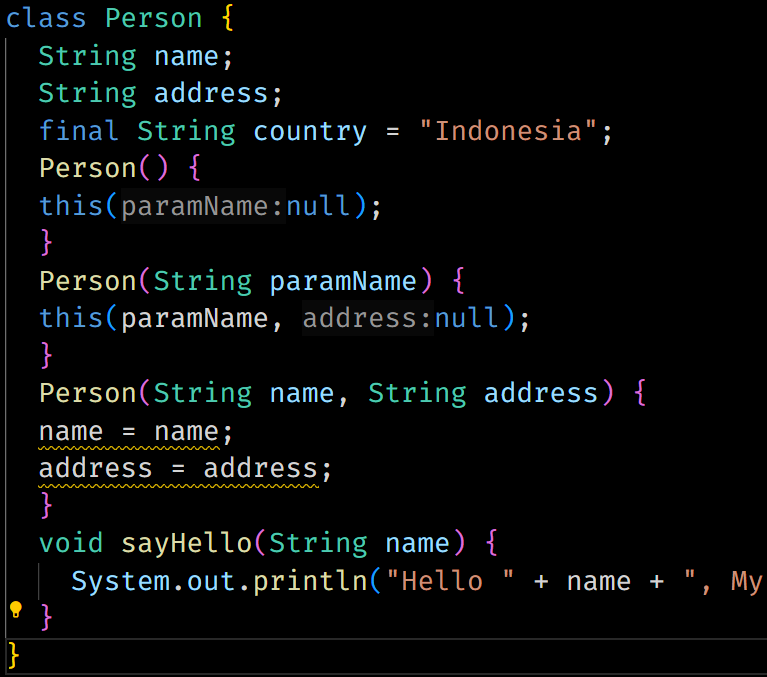 class Person {
String name;
String address;
final String country = "Indonesia";
Person() {
this(paramName:null);
}
Person(String paramName) {
this(paramName, address:null);
}
Person(String name, String address) {
name = name;
address = address;
}
void sayHello(String name) {
System.out.println("Hello " + name + ", My
}
}